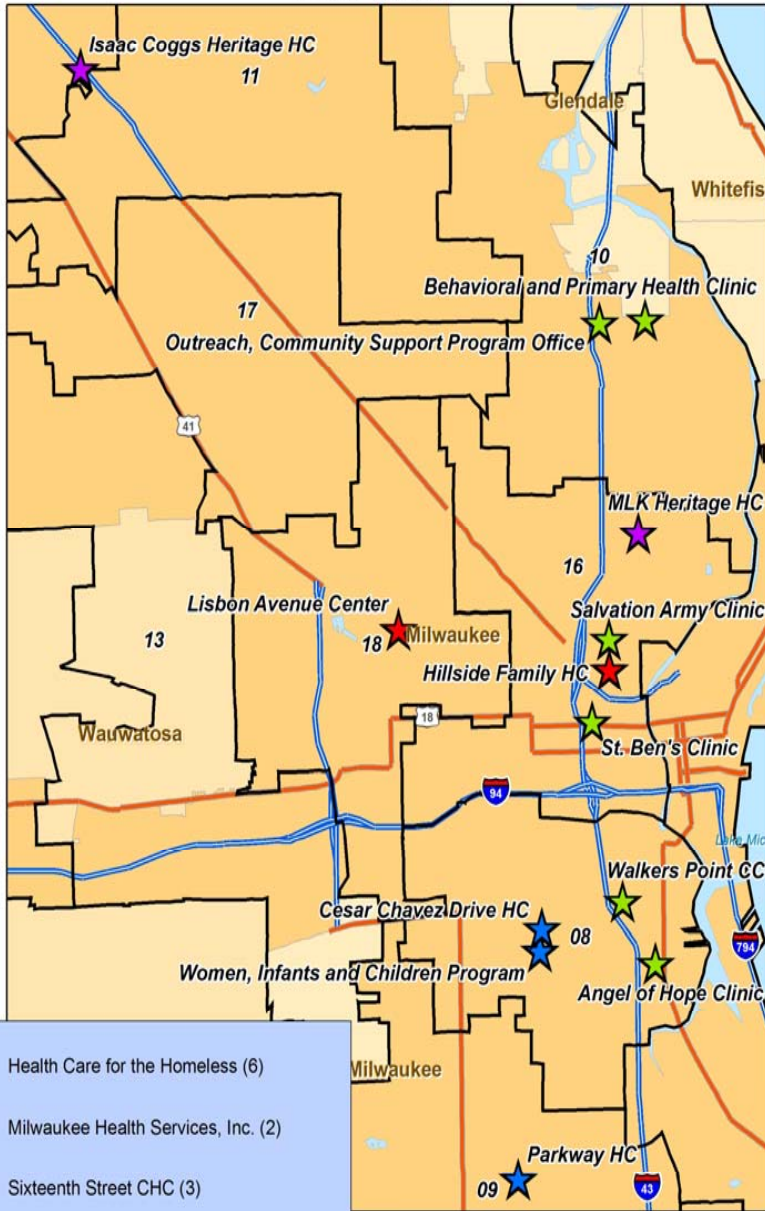 Isaac Coggs Heritage HC
11
Glendale
Whitefis
10
Behavioral and Primary Health Clinic
17
Outreach, Community Support Program Office
41
MLK Heritage HC
16
Lisbon Avenue Center
Salvation Army Clinic
13
18
Milwaukee
Hillside Family HC
18
Wauwatosa
St. Ben's Clinic
94
Lake Mic
Walkers Point CC
Cesar Chavez Drive HC
08
794
Women, Infants and Children Program
Angel of Hope Clinic
Health Care for the Homeless (6)
Milwaukee
Milwaukee Health Services, Inc. (2)
Parkway HC
Sixteenth Street CHC (3)
09
43